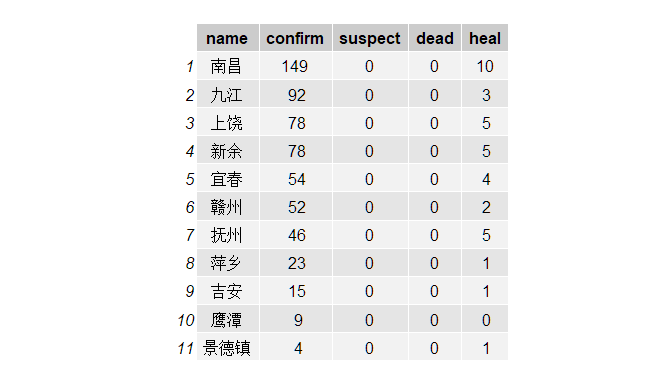 name confirm suspect dead heal
1 南昌 149 0 0 10
2 九江 92 0 0 3
3 上饶 78 0 0 5
4 新余 78 0 0 5
5 宜春 54 0 0 4
6 赣州 52 0 0 2
7 抚州 46 0 0 5
8 萍乡 23 0 0 1
9 吉安 15 0 0 1
10 鹰潭 9 0 0 0
11 景德镇 4 0 0 1